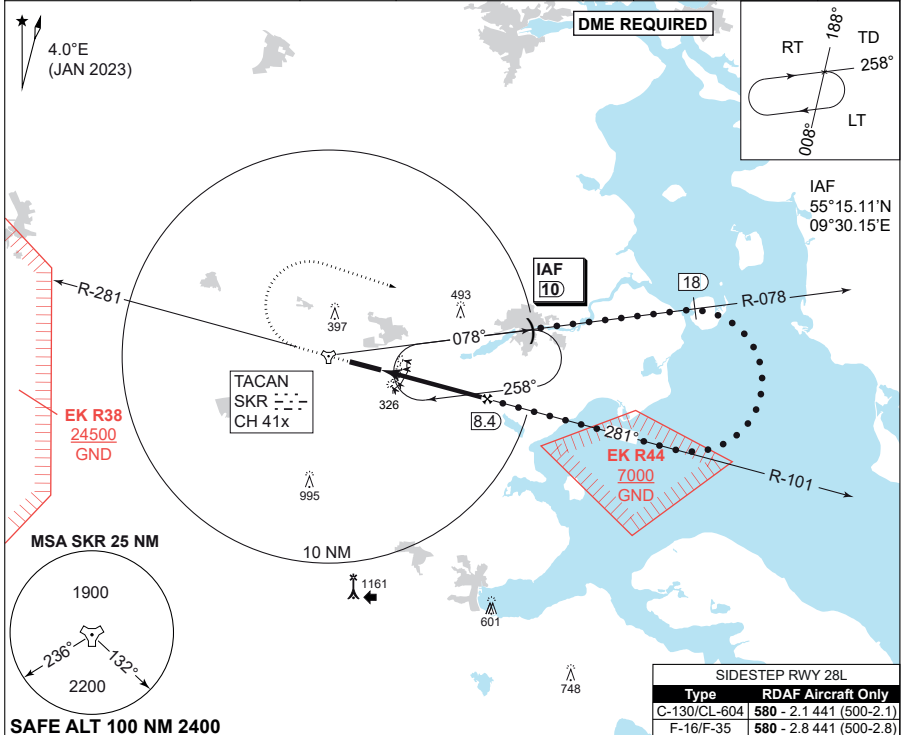 DME REQUIRED
4.0°E
(JAN 2023)
188°
RT
TD
258°
LT
008°
IAF
55°15.11'N
09°30.15'E
IAF
10
18
R-281
R-078
493
397
078°
TACAN
SKR
CH 41x
258°
326
8.4
281°
EK R38
24500
GND
EK R44
7000
GND
R-101
995
10 NM
MSA SKR 25 NM
1161
1900
236°
132°
2200
601
748
SAFE ALT 100 NM 2400
SIDESTEP RWY 28L
Type RDAF Aircraft Only
C-130/CL-604 580 - 2.1 441 (500-2.1)
F-16/F-35 580 - 2.8 441 (500-2.8)